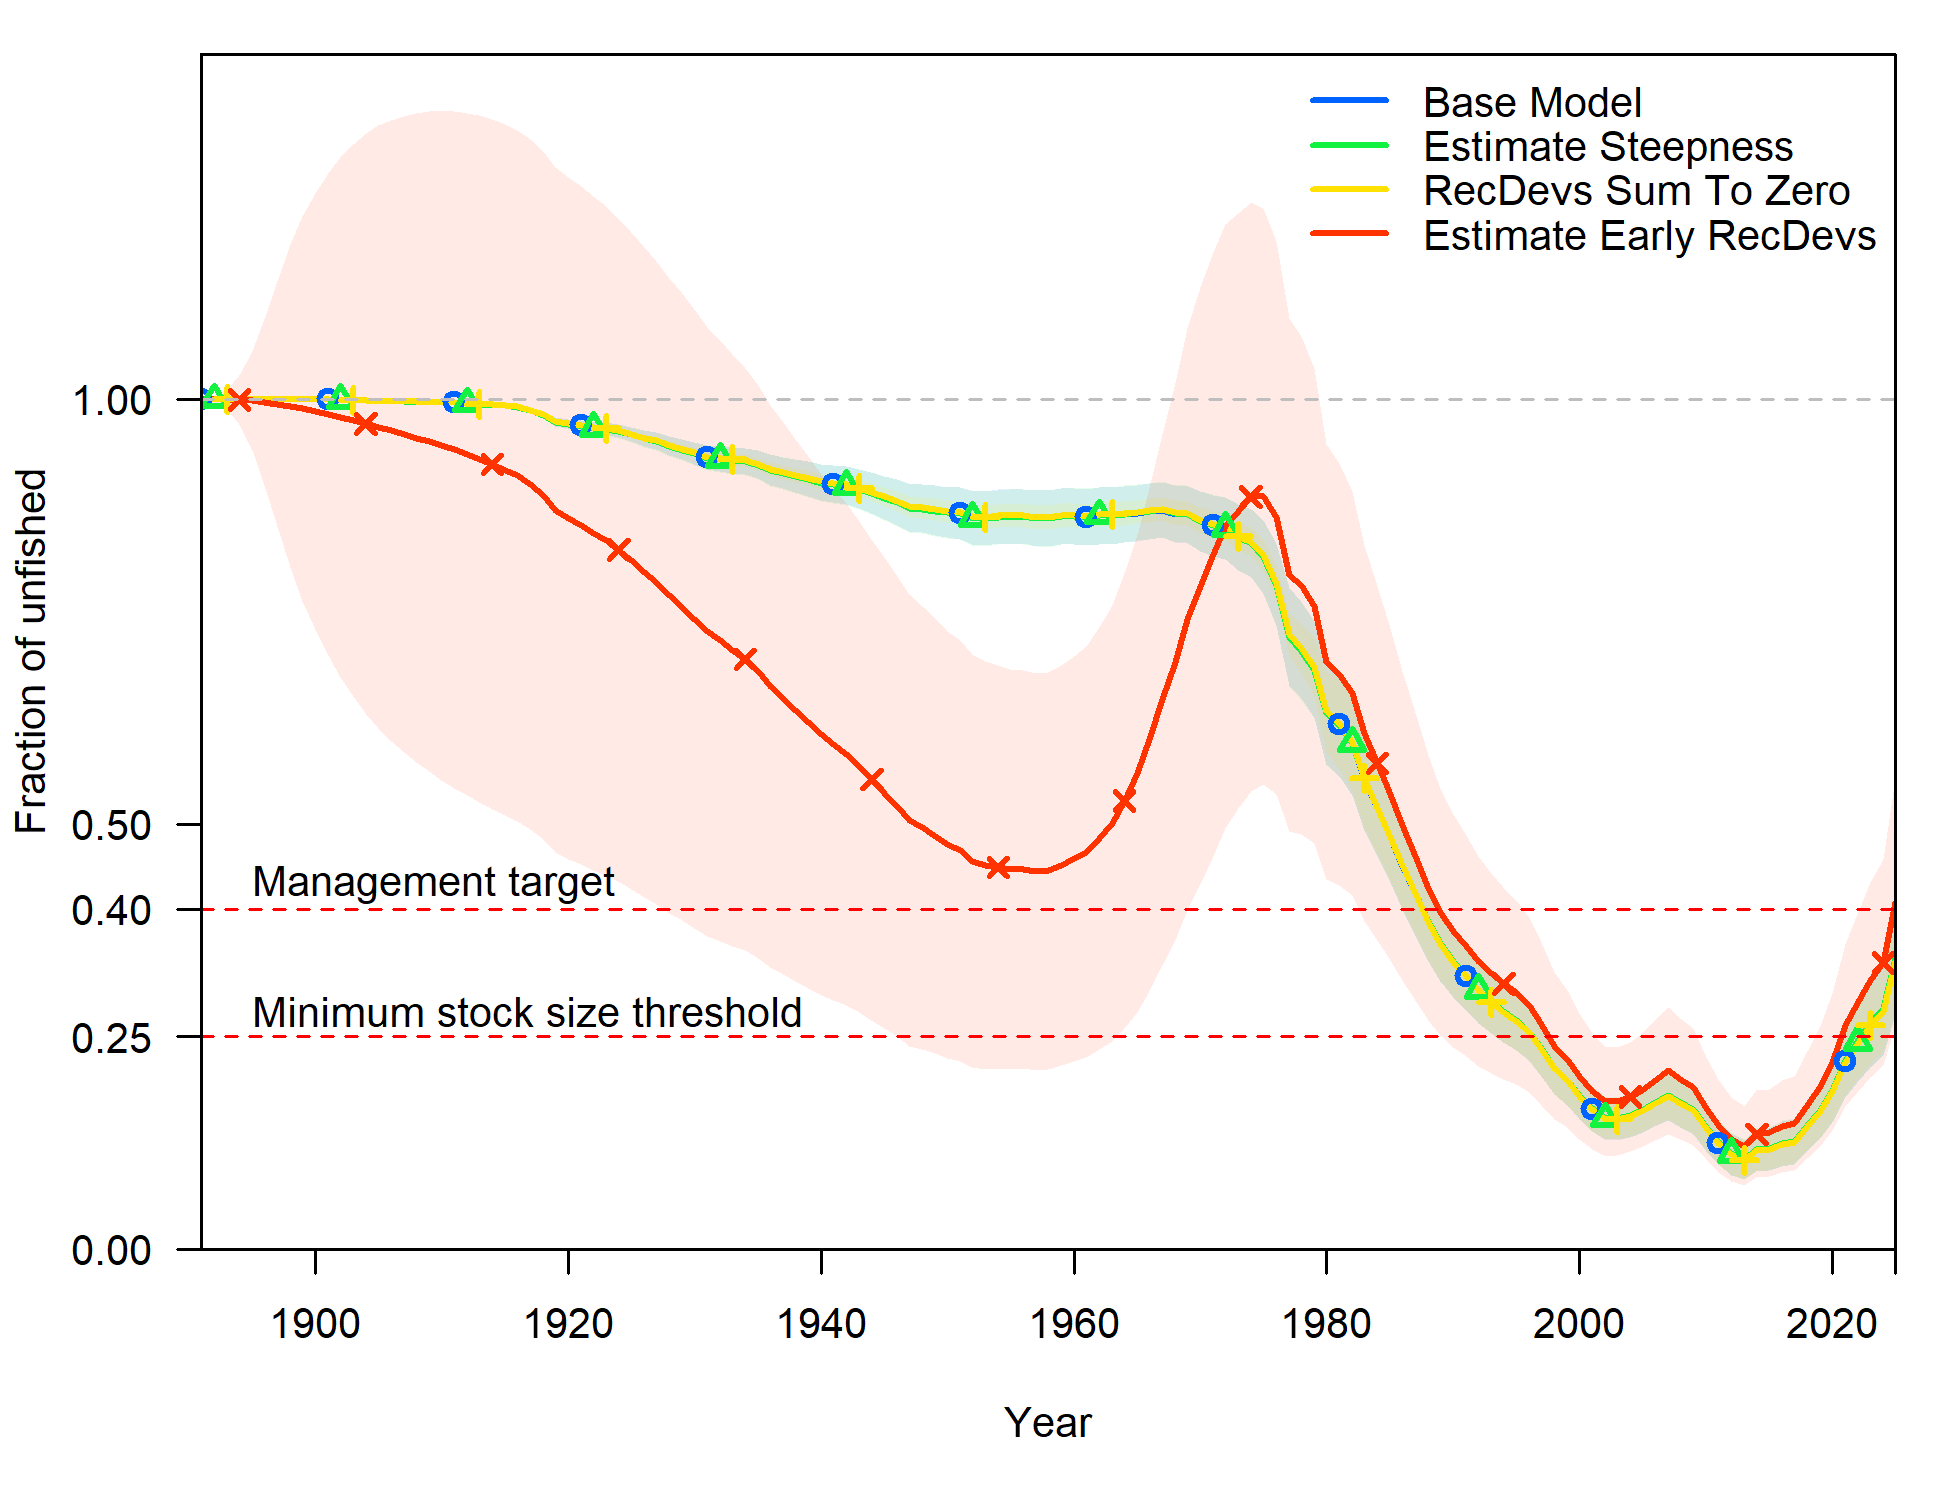 Base Model
Estimate Steepness
RecDevs Sum To Zero
Estimate Early RecDevs
Fraction of unfished
1.00
0.50
0.40
0.25
0.00
Management target
Minimum stock size threshold
1900
1920
1940
1960
1980
2000
2020
Year